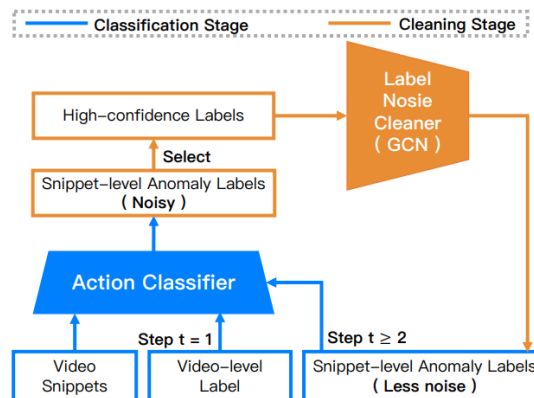 Classification Stage
Cleaning Stage
High-confidence Labels
Label
Nosie
Cleaner
( GCN )
Select
Snippet-level Anomaly Labels
( Noisy )
Action Classifier
Step t = 1
Step t ≥ 2
Video
Snippets
Video-level
Label
Snippet-level Anomaly Labels
( Less noise )